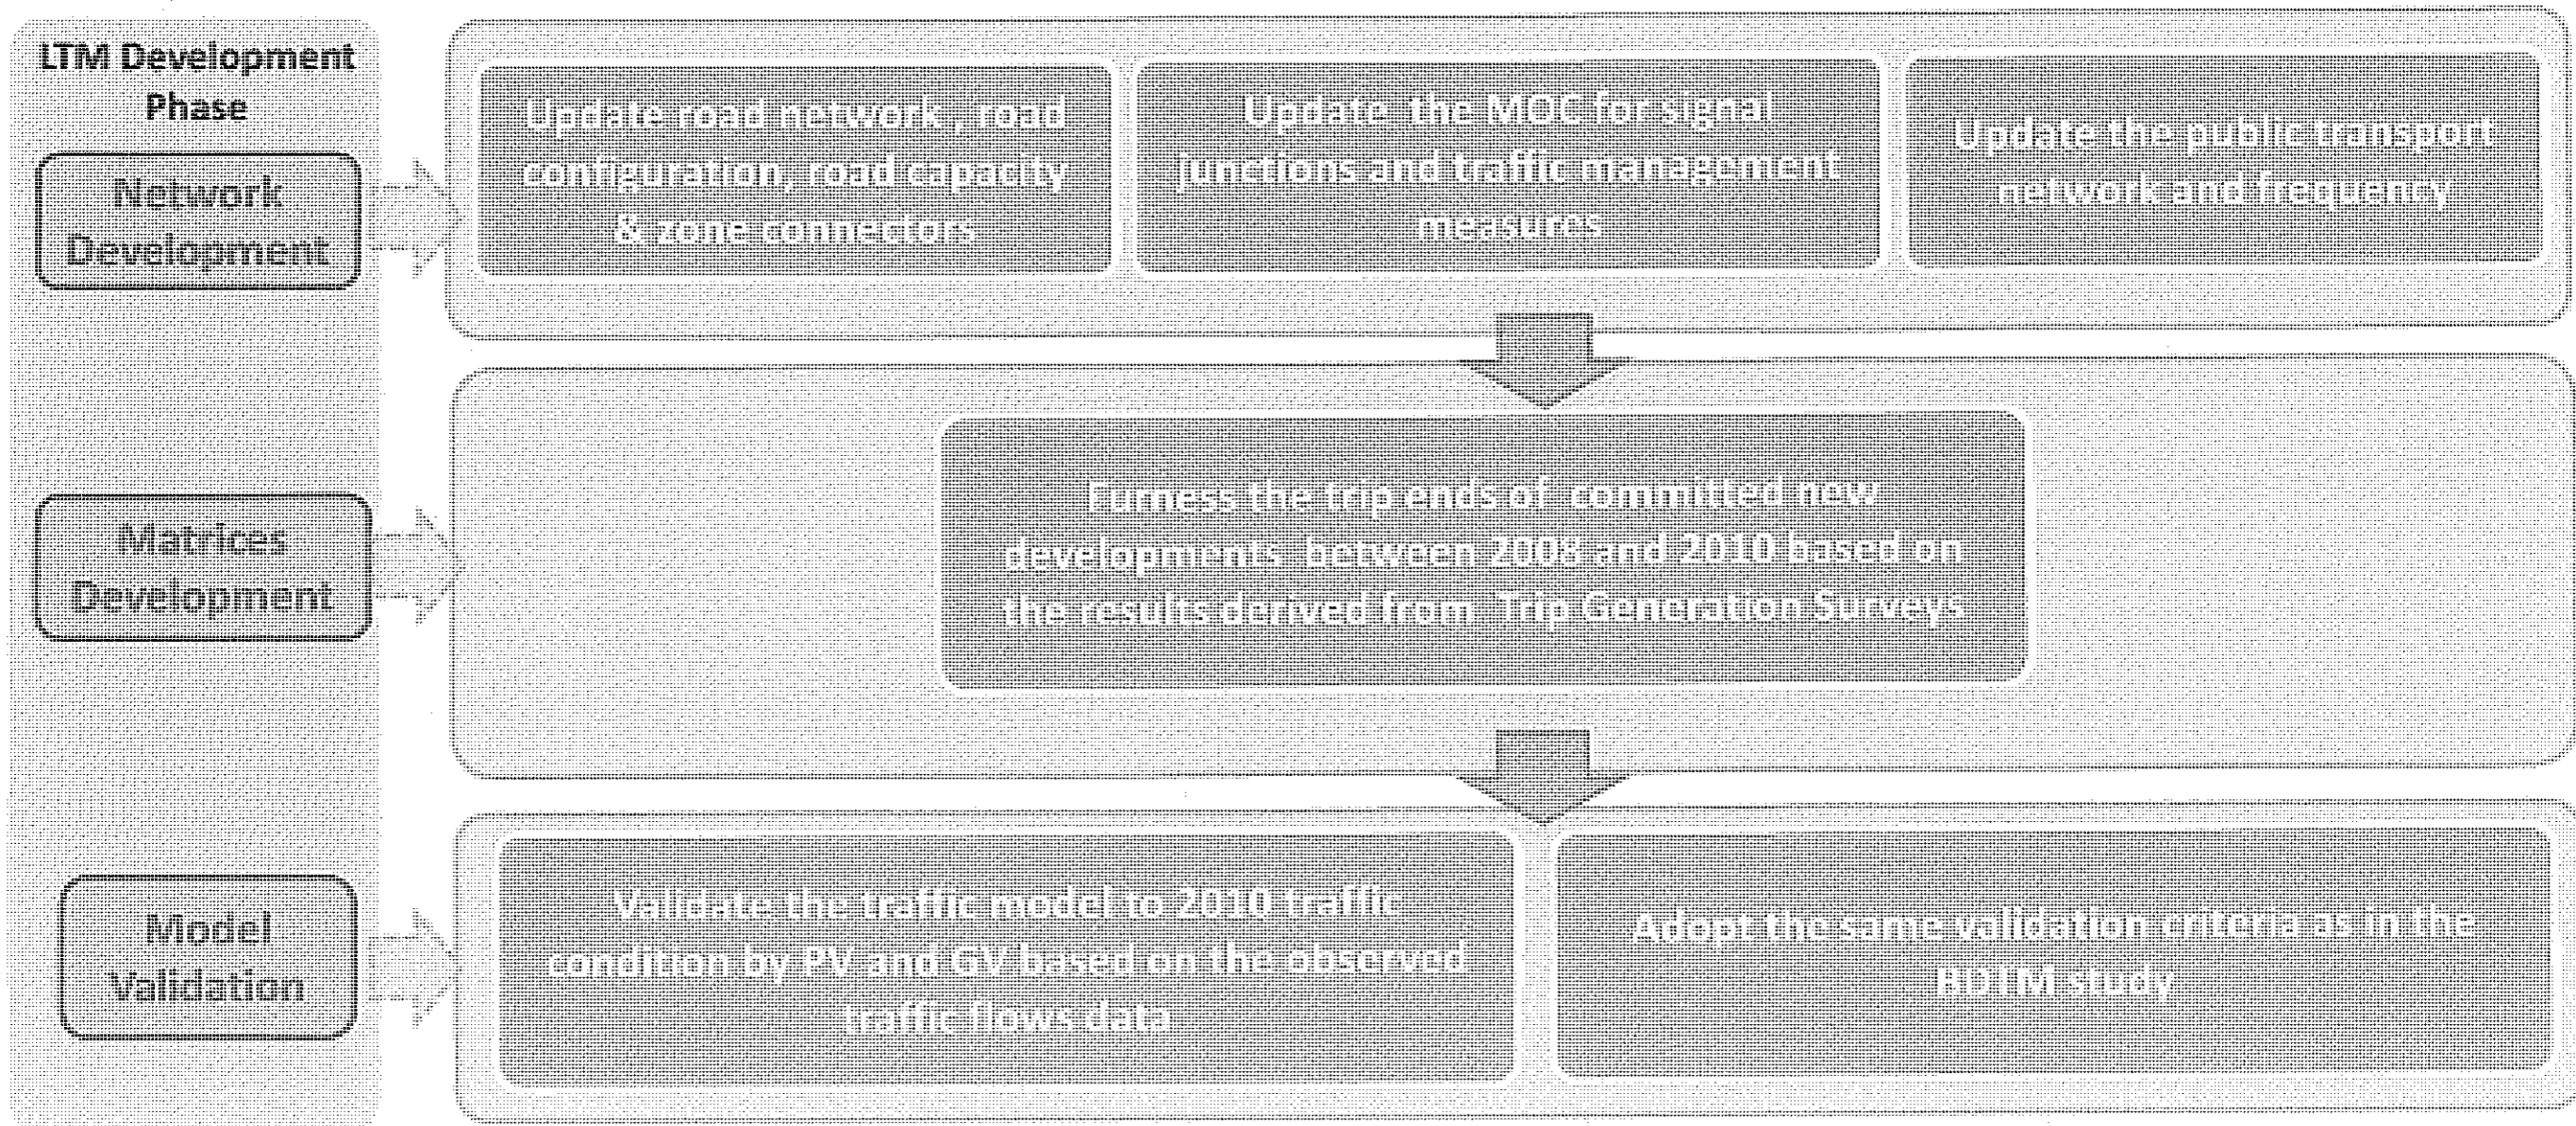 LTM Development
Phase
Network
Development
Update road network , road
configuration, road capacity
& zone connectors
Update the MOC for signal
junctions and traffic management
measures
Update the public transport
network and frequency
Matrices
Development
Furness the trip ends of committed new
developments between 2008 and 2010 based on
the results derived from Trip Generation Surveys
Model
Validation
Validate the traffic model to 2010 traffic
condition by PV and GV based on the observed
traffic flows data
Adopt the same validation criteria as in the
BDTM study